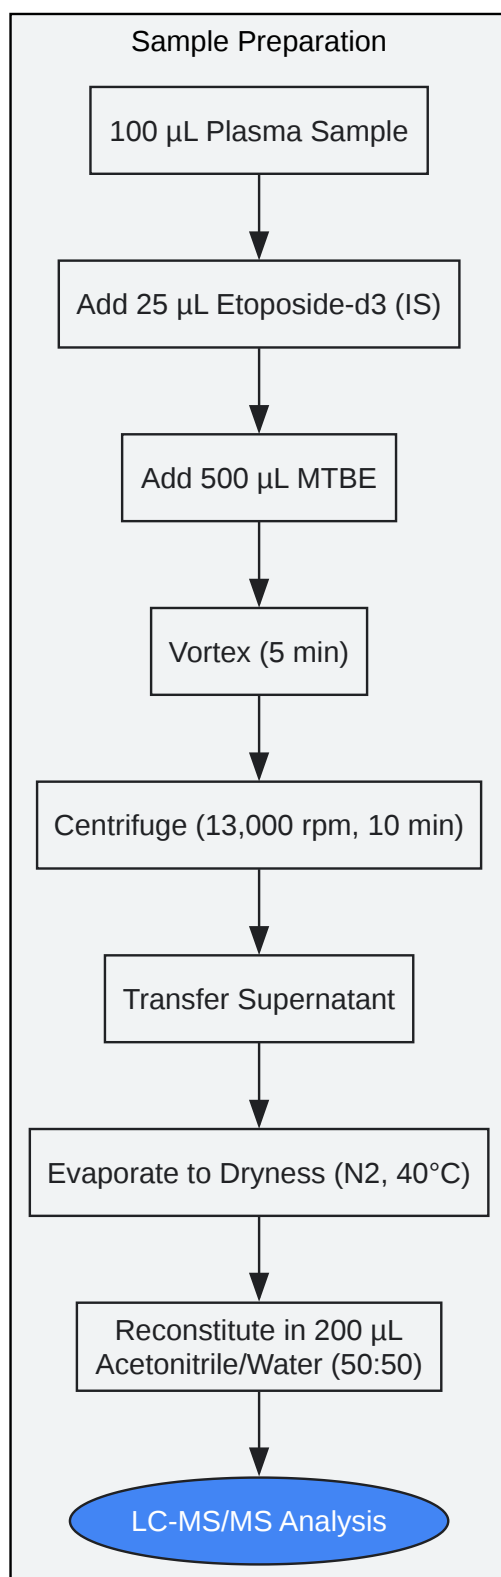 Sample Preparation
100 µL Plasma Sample
Add 25 µL Etoposide-d3 (IS)
Add 500 µL MTBE
Vortex (5 min)
Centrifuge (13,000 rpm, 10 min)
Transfer Supernatant
Evaporate to Dryness (N2, 40°C)
Reconstitute in 200 µL
Acetonitrile/Water (50:50)
LC-MS/MS Analysis